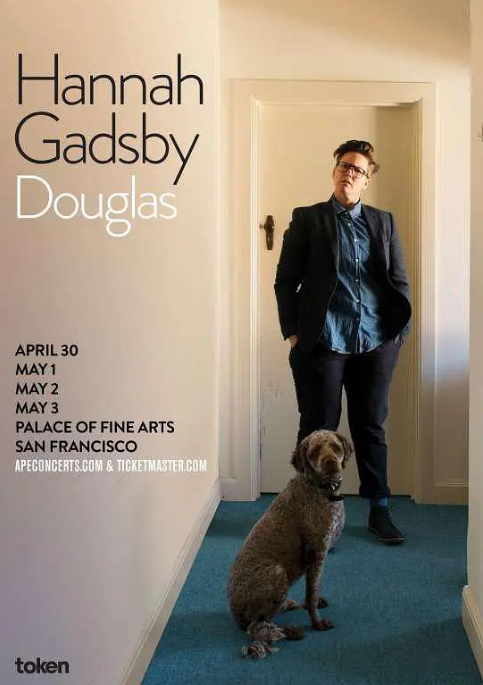 Hannah
Gadsby
Douglas
APRIL 30
MAY 1
MAY 2
MAY 3
PALACE OF FINE ARTS
SAN FRANCISCO
APECONCERTS.COM & TICKETMASTER.COM
token